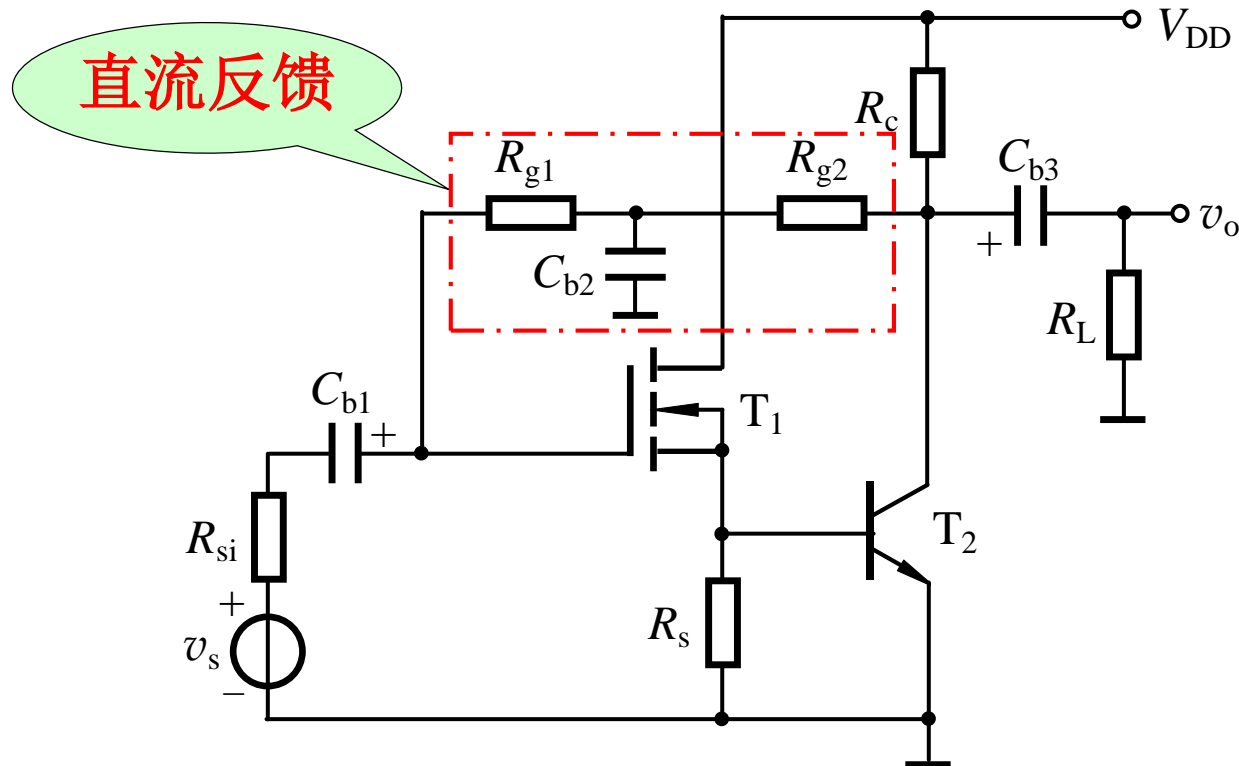 V_DD
直流反馈
R_c
R_g1
R_g2
C_b3
+
v_o
C_b2
R_L
C_b1
+
T_1
R_si
T_2
+
v_s
−
R_s